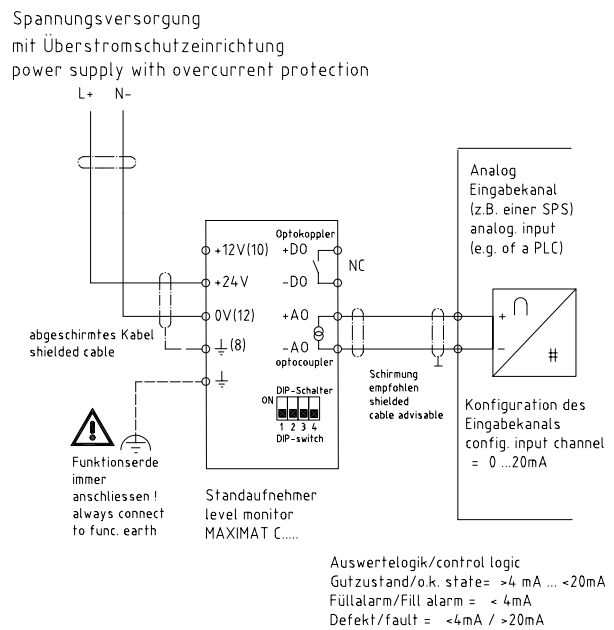 Spannungsversorgung
mit Überstromschutzeinrichtung
power supply with overcurrent protection
L+ N-
Analog
Eingabekanal
(z.B. einer SPS)
analog. input
(e.g. of a PLC)
Optokoppler
+12V(10) +DO
NC
+24V -DO
0V(12) +AO
(8) -AO
optocoupler
+
-
#
abgeschirmtes Kabel
shielded cable
Schirmung
empfohlen
shielded
cable advisable
DIP-Schalter
ON
1 2 3 4
DIP-switch
Konfiguration des
Eingabekanals
config. input channel
= 0 ...20mA
Funktionserde
immer
anschliessen !
always connect
to func. earth
Standaufnehmer
level monitor
MAXIMAT C.....
Auswertelogik/control logic
Gutzustand/o.k. state= >4 mA ... <20mA
Füllalarm/Fill alarm = < 4mA
Defekt/fault = <4mA / >20mA